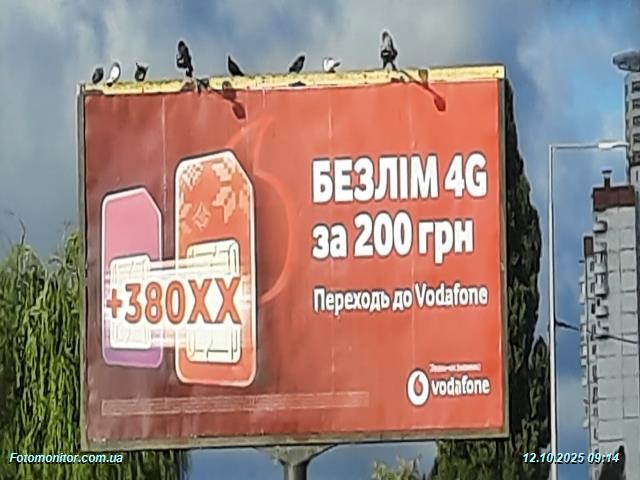 БЕЗЛІМ 4G
за 200 грн
+380XX
Переходь до Vodafone
vodafone
Fotomonitor.com.ua
12.10.2025 09:14